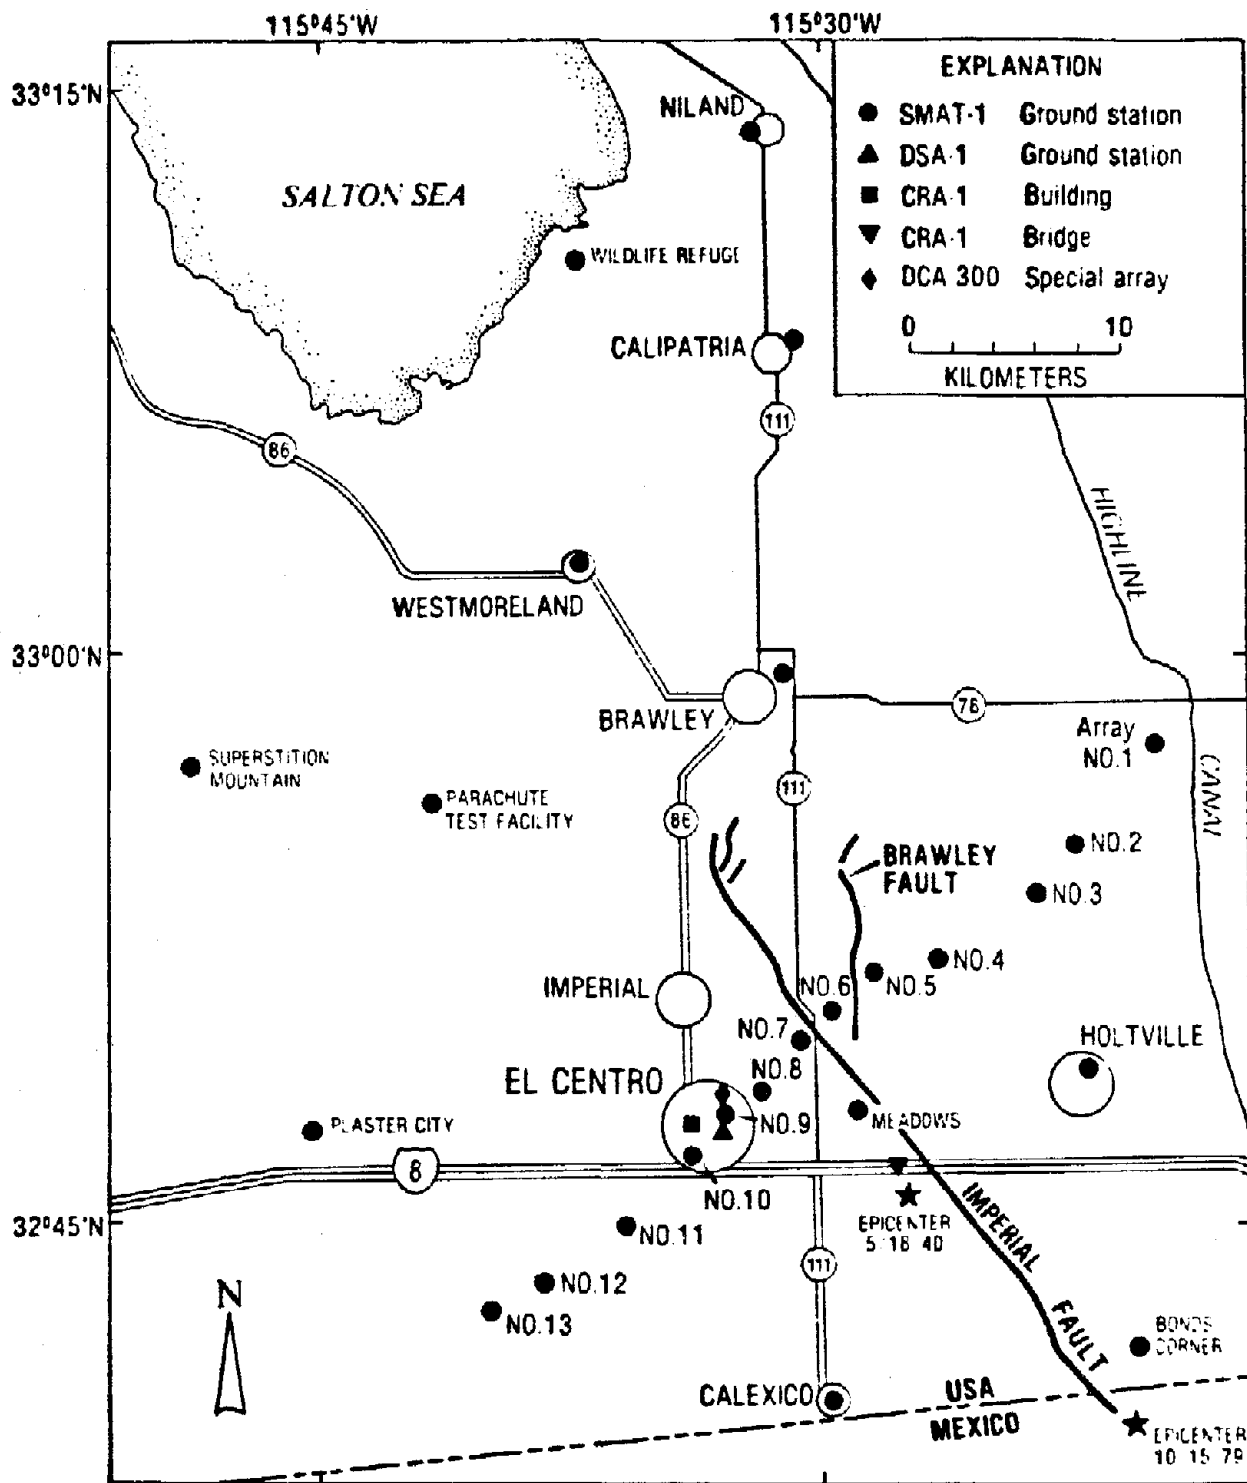 115°45'W
115°30'W
33°15'N
33°00'N
32°45'N
EXPLANATION
SMAT-1 Ground station
DSA-1 Ground station
CRA-1 Building
CRA-1 Bridge
DCA 300 Special array
0 10
KILOMETERS
NILAND
SALTON SEA
WILDLIFE REFUGE
CALIPATRIA
111
86
HIGHLINE
WESTMORELAND
BRAWLEY
78
Array
NO.1
CANAL
SUPERSTITION
MOUNTAIN
PARACHUTE
TEST FACILITY
86
111
BRAWLEY
FAULT
NO.2
NO.3
NO.4
NO.5
NO.6
IMPERIAL
NO.7
HOLTVILLE
NO.8
EL CENTRO
NO.9
MEADOWS
PLASTER CITY
8
NO.10
EPICENTER
5 18 40
IMPERIAL
FAULT
NO.11
111
NO.12
NO.13
N
BONDS
CORNER
CALEXICO
USA
MEXICO
EPICENTER
10 15 79